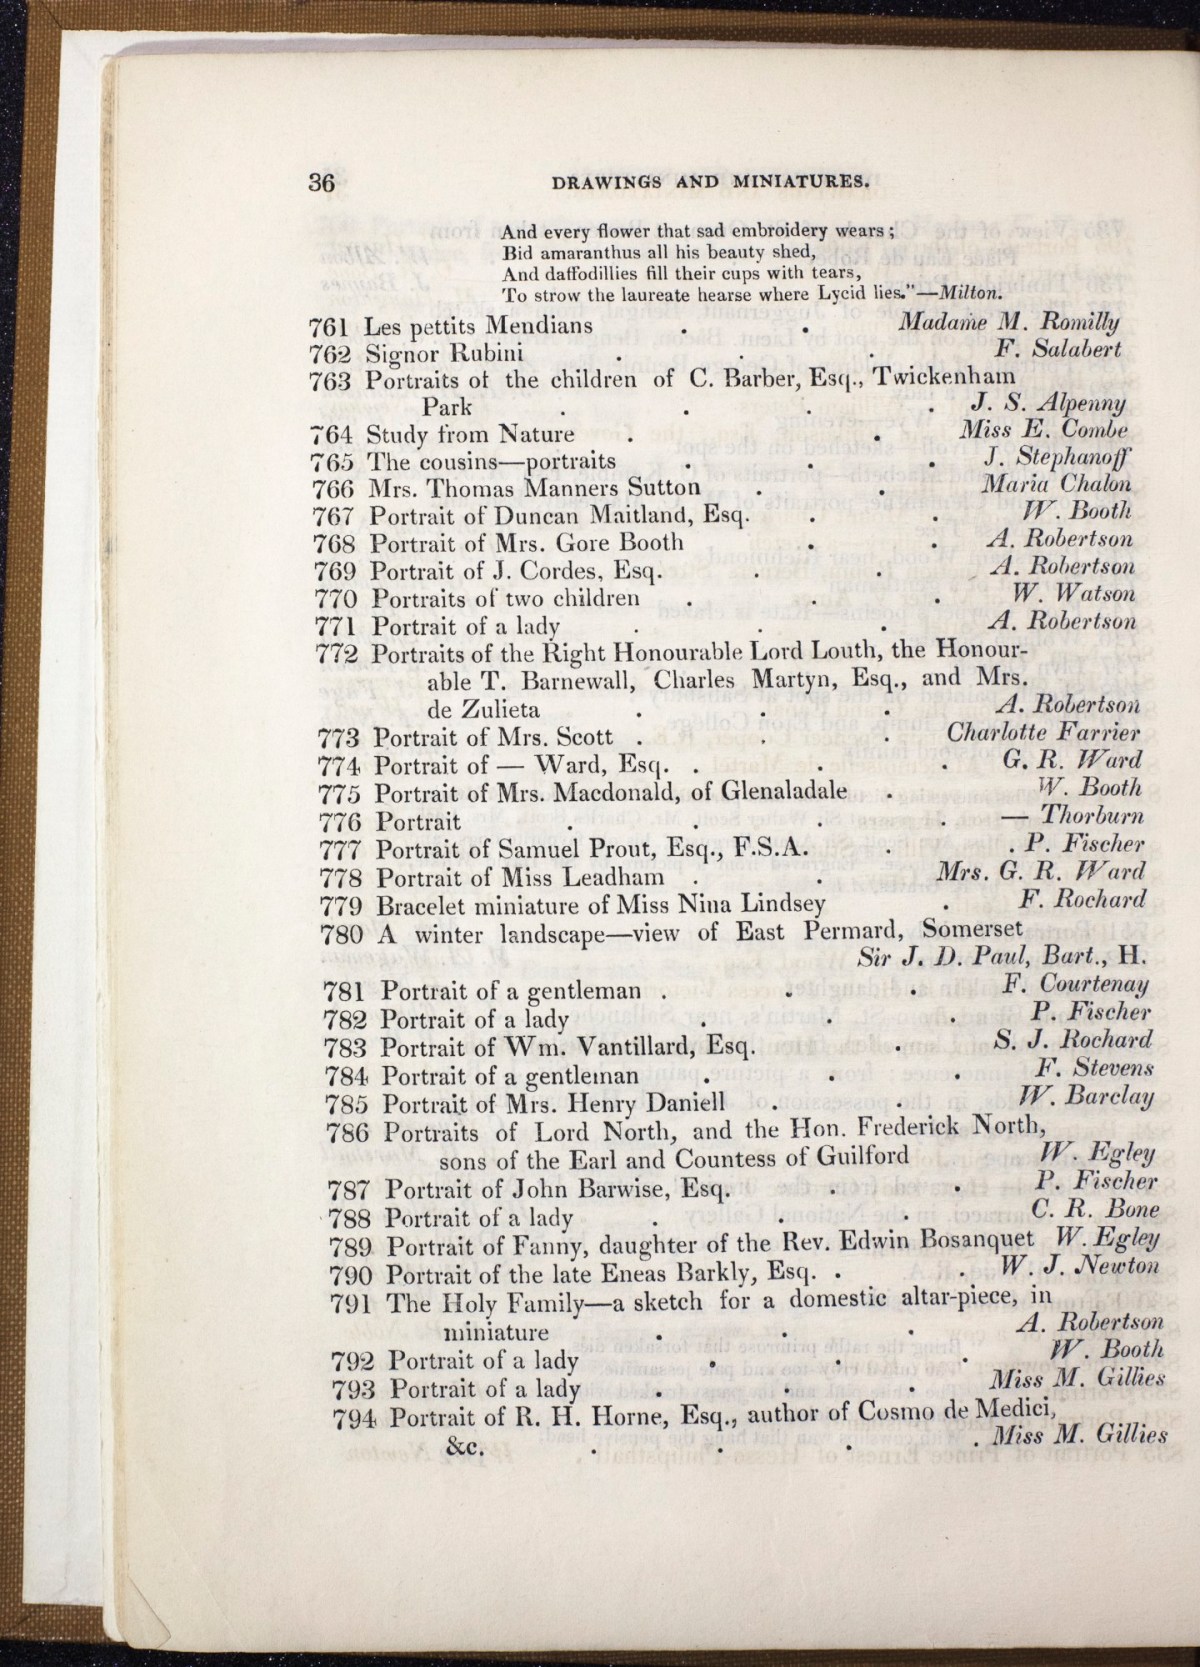 36 DRAWINGS AND MINIATURES.
And every flower that sad embroidery wears;
Bid amaranthus all his beauty shed,
And daffodillies fill their cups with tears,
To strow the laureate hearse where Lycid lies."—Milton.
761 Les pettits Mendians . . Madame M. Romilly
762 Signor Rubini . . . F. Salabert
763 Portraits of the children of C. Barber, Esq., Twickenham
Park . . . . J. S. Alpenny
764 Study from Nature . . Miss E. Combe
765 The cousins—portraits . . . J. Stephanoff
766 Mrs. Thomas Manners Sutton . . Maria Chalon
767 Portrait of Duncan Maitland, Esq. . . W. Booth
768 Portrait of Mrs. Gore Booth . . A. Robertson
769 Portrait of J. Cordes, Esq. . . A. Robertson
770 Portraits of two children . . . W. Watson
771 Portrait of a lady . . . A. Robertson
772 Portraits of the Right Honourable Lord Louth, the Honour-
able T. Barnewall, Charles Martyn, Esq., and Mrs.
de Zulieta . . . A. Robertson
773 Portrait of Mrs. Scott . . . Charlotte Farrier
774 Portrait of — Ward, Esq. . . . G. R. Ward
775 Portrait of Mrs. Macdonald, of Glenaladale . W. Booth
776 Portrait . . . . — Thorburn
777 Portrait of Samuel Prout, Esq., F.S.A. . . P. Fischer
778 Portrait of Miss Leadham . . Mrs. G. R. Ward
779 Bracelet miniature of Miss Nina Lindsey . F. Rochard
780 A winter landscape—view of East Permard, Somerset
Sir J. D. Paul, Bart., H.
781 Portrait of a gentleman . . . F. Courtenay
782 Portrait of a lady . . . P. Fischer
783 Portrait of Wm. Vantillard, Esq. . S. J. Rochard
784 Portrait of a gentleman . . . F. Stevens
785 Portrait of Mrs. Henry Daniell . . W. Barclay
786 Portraits of Lord North, and the Hon. Frederick North,
sons of the Earl and Countess of Guilford W. Egley
787 Portrait of John Barwise, Esq. . . P. Fischer
788 Portrait of a lady . . . C. R. Bone
789 Portrait of Fanny, daughter of the Rev. Edwin Bosanquet W. Egley
790 Portrait of the late Eneas Barkly, Esq. . . W. J. Newton
791 The Holy Family—a sketch for a domestic altar-piece, in
miniature . . . A. Robertson
792 Portrait of a lady . . . W. Booth
793 Portrait of a lady . . . Miss M. Gillies
794 Portrait of R. H. Horne, Esq., author of Cosmo de Medici,
&c. . . . . Miss M. Gillies